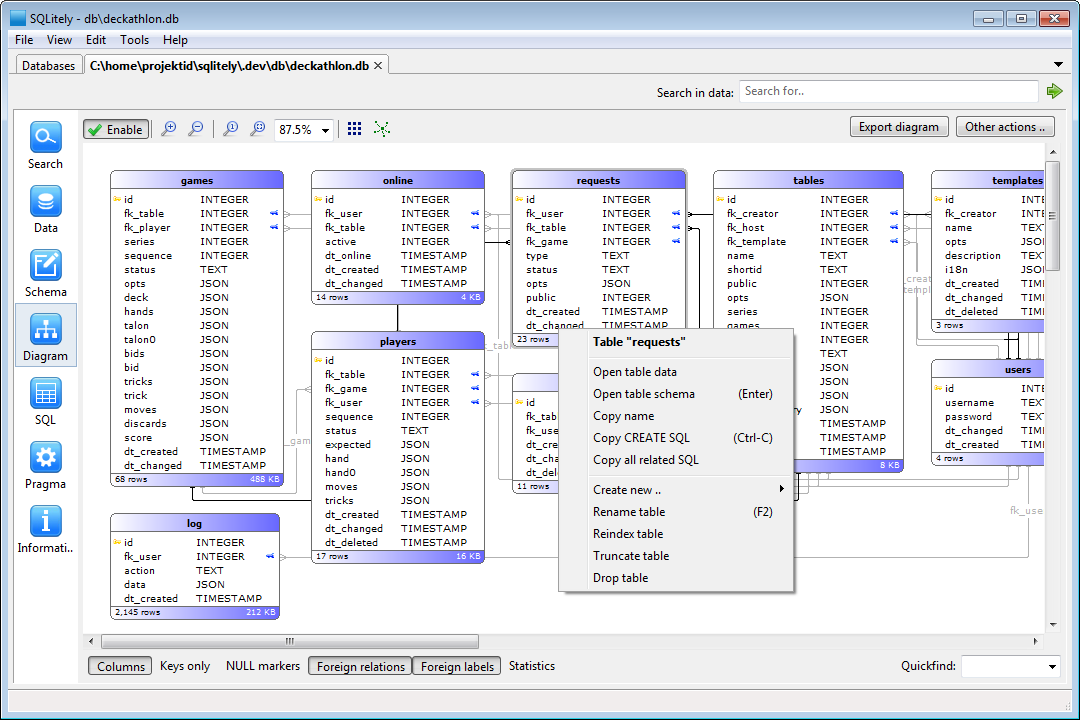 SQLitely - db\deckathlon.db
File View Edit Tools Help
Databases C:\home\projektid\sqlitely\.dev\db\deckathlon.db
Search in data: Search for..
Search
Data
Schema
Diagram
SQL
Pragma
Informati..
Enable 87.5% Export diagram Other actions ..
games
id INTEGER
fk_table INTEGER
fk_player INTEGER
series INTEGER
sequence INTEGER
status TEXT
opts JSON
deck JSON
hands JSON
talon JSON
talon0 JSON
bids JSON
bid JSON
tricks JSON
trick JSON
moves JSON
discards JSON
score JSON
dt_created TIMESTAMP
dt_changed TIMESTAMP
68 rows 488 KB
log
id INTEGER
fk_user INTEGER
action TEXT
data JSON
dt_created TIMESTAMP
2,145 rows 212 KB
online
id INTEGER
fk_user INTEGER
fk_table INTEGER
active INTEGER
dt_online TIMESTAMP
dt_created TIMESTAMP
dt_changed TIMESTAMP
14 rows 4 KB
players
id INTEGER
fk_table INTEGER
fk_game INTEGER
fk_user INTEGER
sequence INTEGER
status TEXT
expected JSON
hand JSON
hand0 JSON
moves JSON
tricks JSON
dt_created TIMESTAMP
dt_changed TIMESTAMP
dt_deleted TIMESTAMP
17 rows 16 KB
_gam
requests
id INTEGER
fk_user INTEGER
fk_table INTEGER
fk_game INTEGER
type TEXT
status TEXT
opts JSON
public INTEGER
dt_created TIMESTAMP
dt_changed TIMESTAMP
23 rows
_tabl
id
fk_tab
fk_use
dt_crea
dt_cha
dt_del
11 rows
tables
id INTEGER
fk_creator INTEGER
fk_host INTEGER
fk_template INTEGER
name TEXT
shortid TEXT
public INTEGER
opts JSON
series INTEGER
games INTEGER
INTEGER
TEXT
JSON
JSON
JSON
ry JSON
TIMESTAMP
TIMESTAMP
TIMESTAMP
8 KB
_creat
templ
templates
id INTE
fk_creator INTE
name TEXT
opts JSO
description TEXT
i18n JSO
dt_created TIM
dt_changed TIM
dt_deleted TIM
3 rows
users
id INTE
username TEXT
password TEXT
dt_changed TIM
dt_created TIM
4 rows
fk_use
Table "requests"
Open table data
Open table schema (Enter)
Copy name
Copy CREATE SQL (Ctrl-C)
Copy all related SQL
Create new ..
Rename table (F2)
Reindex table
Truncate table
Drop table
Columns Keys only NULL markers Foreign relations Foreign labels Statistics Quickfind: